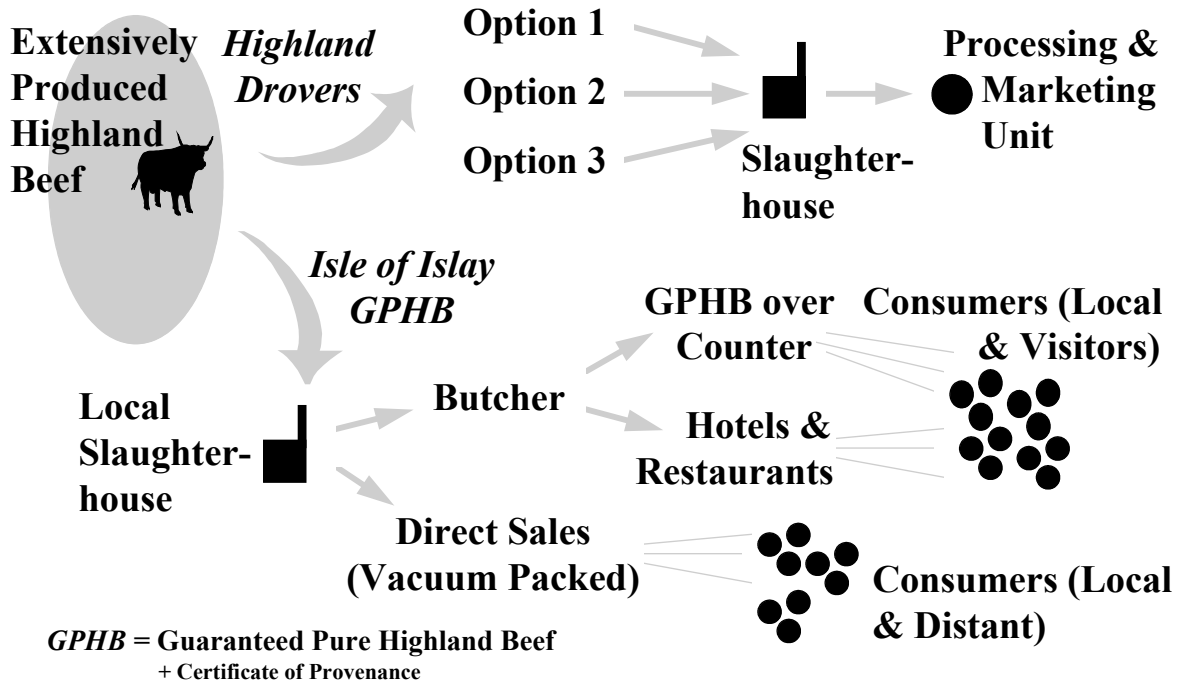 Extensively
Produced
Highland
Beef
Highland
Drovers
Option 1
Option 2
Option 3
Slaughter-
house
Processing &
Marketing
Unit
Isle of Islay
GPHB
Local
Slaughter-
house
Butcher
GPHB over
Counter
Consumers (Local
& Visitors)
Hotels &
Restaurants
Direct Sales
(Vacuum Packed)
Consumers (Local
& Distant)
GPHB = Guaranteed Pure Highland Beef
+ Certificate of Provenance